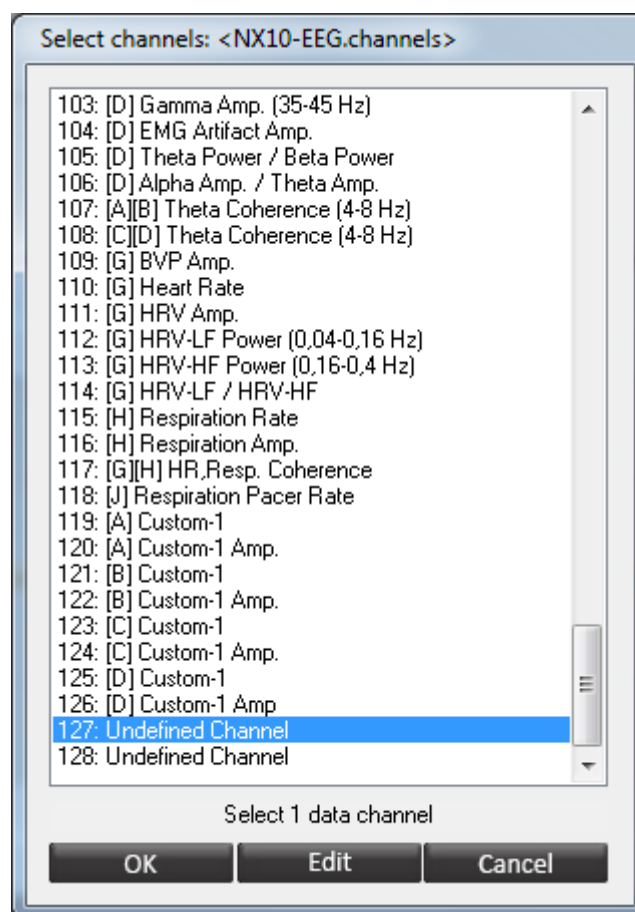 Select channels: <NX10-EEG.channels>
103: [D] Gamma Amp. (35-45 Hz)
104: [D] EMG Artifact Amp.
105: [D] Theta Power / Beta Power
106: [D] Alpha Amp. / Theta Amp.
107: [A][B] Theta Coherence (4-8 Hz)
108: [C][D] Theta Coherence (4-8 Hz)
109: [G] BVP Amp.
110: [G] Heart Rate
111: [G] HRV Amp.
112: [G] HRV-LF Power (0,04-0,16 Hz)
113: [G] HRV-HF Power (0,16-0,4 Hz)
114: [G] HRV-LF / HRV-HF
115: [H] Respiration Rate
116: [H] Respiration Amp.
117: [G][H] HR,Resp. Coherence
118: [J] Respiration Pacer Rate
119: [A] Custom-1
120: [A] Custom-1 Amp.
121: [B] Custom-1
122: [B] Custom-1 Amp.
123: [C] Custom-1
124: [C] Custom-1 Amp.
125: [D] Custom-1
126: [D] Custom-1 Amp
127: Undefined Channel
128: Undefined Channel
Select 1 data channel
OK Edit Cancel